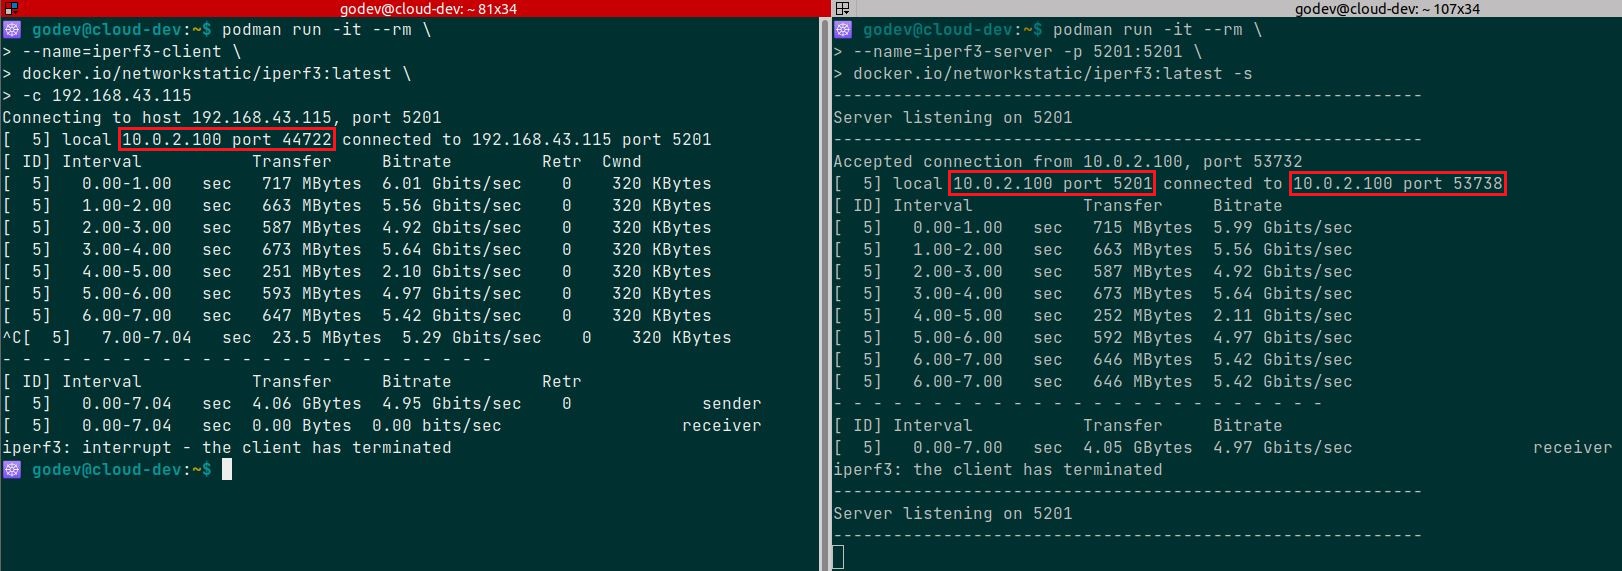 godev@cloud-dev: ~ 81x34
godev@cloud-dev:~$ podman run -it --rm \
> --name=iperf3-client \
> docker.io/networkstatic/iperf3:latest \
> -c 192.168.43.115
Connecting to host 192.168.43.115, port 5201
[  5] local 10.0.2.100 port 44722 connected to 192.168.43.115 port 5201
[ ID] Interval           Transfer     Bitrate         Retr  Cwnd
[  5]   0.00-1.00   sec   717 MBytes  6.01 Gbits/sec    0    320 KBytes
[  5]   1.00-2.00   sec   663 MBytes  5.56 Gbits/sec    0    320 KBytes
[  5]   2.00-3.00   sec   587 MBytes  4.92 Gbits/sec    0    320 KBytes
[  5]   3.00-4.00   sec   673 MBytes  5.64 Gbits/sec    0    320 KBytes
[  5]   4.00-5.00   sec   251 MBytes  2.10 Gbits/sec    0    320 KBytes
[  5]   5.00-6.00   sec   593 MBytes  4.97 Gbits/sec    0    320 KBytes
[  5]   6.00-7.00   sec   647 MBytes  5.42 Gbits/sec    0    320 KBytes
^C[  5]   7.00-7.04   sec  23.5 MBytes  5.29 Gbits/sec    0    320 KBytes
- - - - - - - - - - - - - - - - - - - - - - - - -
[ ID] Interval           Transfer     Bitrate         Retr
[  5]   0.00-7.04   sec  4.06 GBytes  4.95 Gbits/sec    0             sender
[  5]   0.00-7.04   sec  0.00 Bytes  0.00 bits/sec                  receiver
iperf3: interrupt - the client has terminated
godev@cloud-dev:~$
godev@cloud-dev: ~ 107x34
godev@cloud-dev:~$ podman run -it --rm \
> --name=iperf3-server -p 5201:5201 \
> docker.io/networkstatic/iperf3:latest -s
-----------------------------------------------------------
Server listening on 5201
-----------------------------------------------------------
Accepted connection from 10.0.2.100, port 53732
[  5] local 10.0.2.100 port 5201 connected to 10.0.2.100 port 53738
[ ID] Interval           Transfer     Bitrate
[  5]   0.00-1.00   sec   715 MBytes  5.99 Gbits/sec
[  5]   1.00-2.00   sec   663 MBytes  5.56 Gbits/sec
[  5]   2.00-3.00   sec   587 MBytes  4.92 Gbits/sec
[  5]   3.00-4.00   sec   673 MBytes  5.64 Gbits/sec
[  5]   4.00-5.00   sec   252 MBytes  2.11 Gbits/sec
[  5]   5.00-6.00   sec   592 MBytes  4.97 Gbits/sec
[  5]   6.00-7.00   sec   646 MBytes  5.42 Gbits/sec
[  5]   6.00-7.00   sec   646 MBytes  5.42 Gbits/sec
- - - - - - - - - - - - - - - - - - - - - - - - -
[ ID] Interval           Transfer     Bitrate
[  5]   0.00-7.00   sec  4.05 GBytes  4.97 Gbits/sec                  receiver
iperf3: the client has terminated
-----------------------------------------------------------
Server listening on 5201
-----------------------------------------------------------